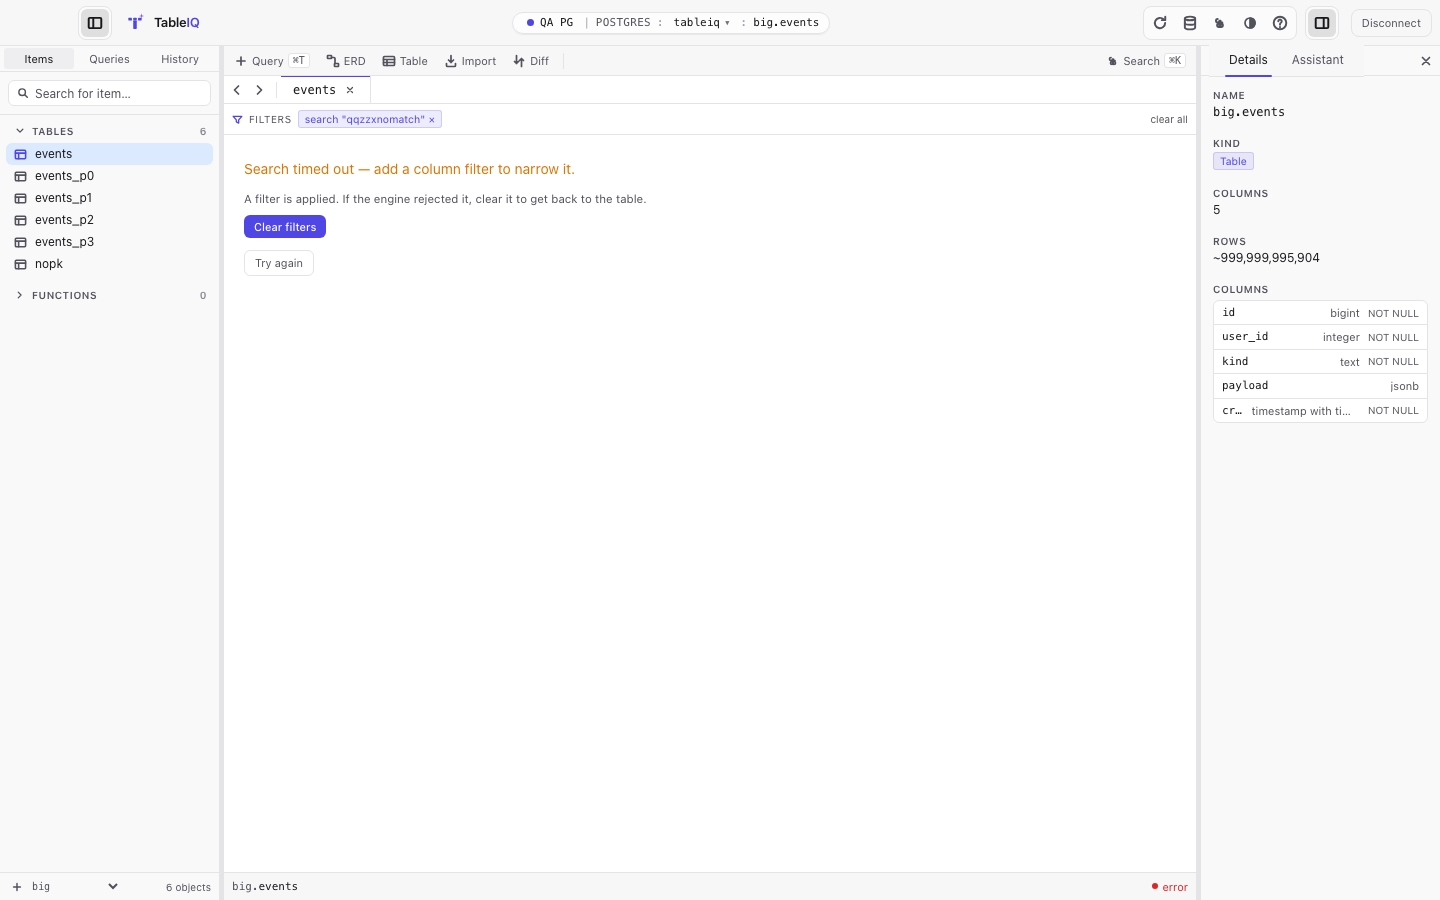 TableIQ
QA PG | POSTGRES : tableiq ▾ : big.events
Disconnect
Items Queries History
Search for item...
TABLES 6
events
events_p0
events_p1
events_p2
events_p3
nopk
FUNCTIONS 0
big
6 objects
Query ⌘T ERD Table Import Diff
Search ⌘K
events ×
FILTERS search "qqzzxnomatch" × clear all
Search timed out — add a column filter to narrow it.
A filter is applied. If the engine rejected it, clear it to get back to the table.
Clear filters
Try again
big.events
error
Details Assistant
NAME
big.events
KIND
Table
COLUMNS
5
ROWS
~999,999,995,904
COLUMNS
id bigint NOT NULL
user_id integer NOT NULL
kind text NOT NULL
payload jsonb
cr… timestamp with ti… NOT NULL